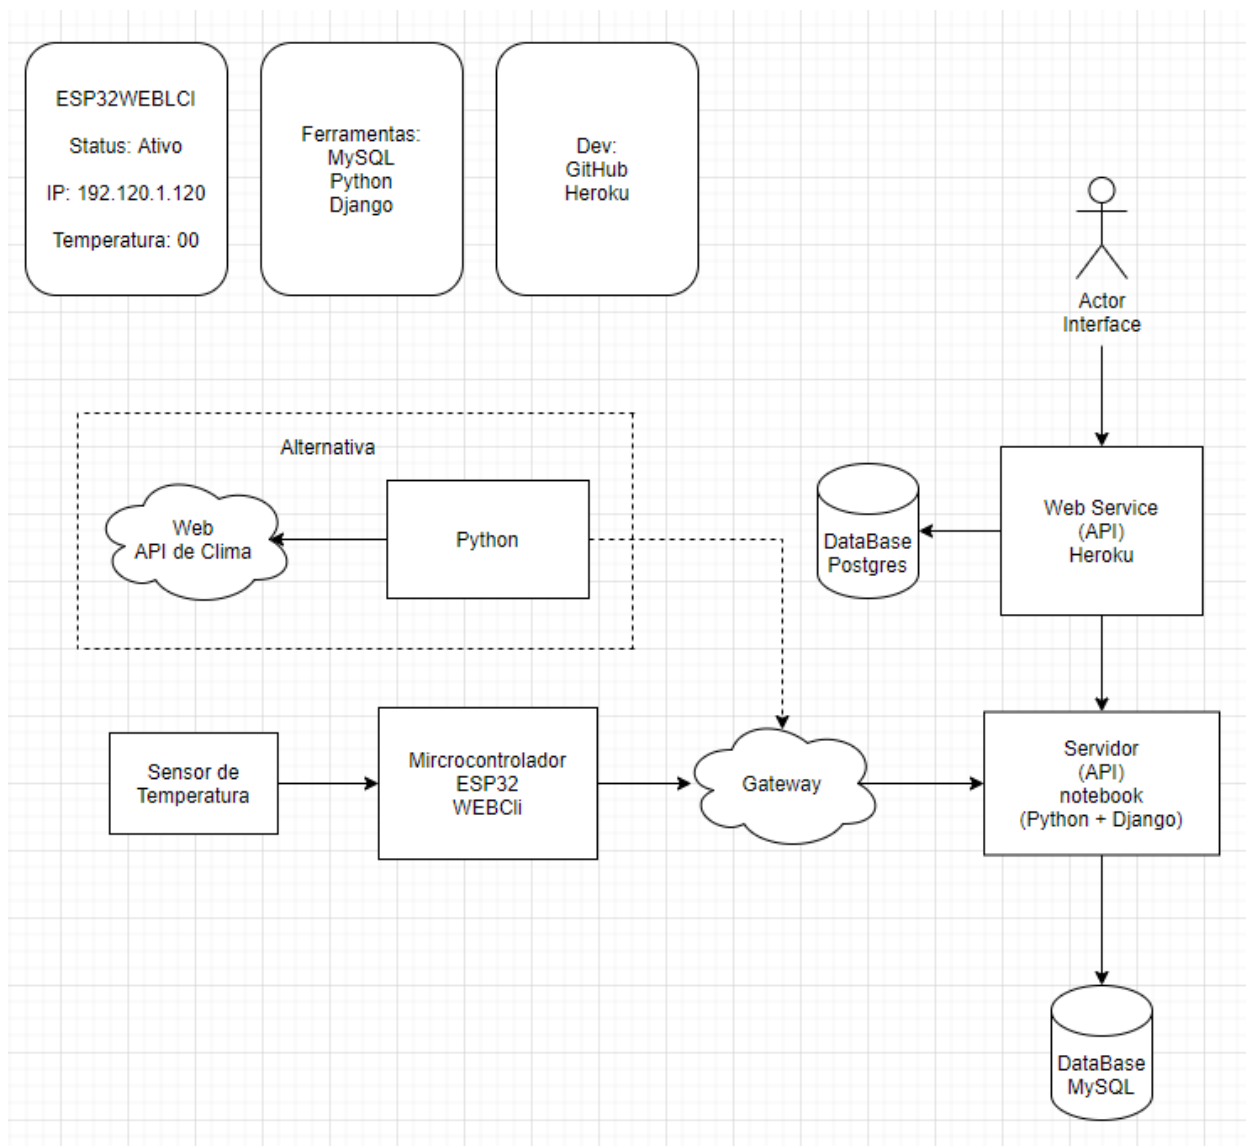 ESP32WEBLCI
Status: Ativo
IP: 192.120.1.120
Temperatura: 00
Ferramentas:
MySQL
Python
Django
Dev:
GitHub
Heroku
Actor
Interface
Alternativa
Web
API de Clima
Python
DataBase
Postgres
Web Service
(API)
Heroku
Sensor de
Temperatura
Mircrocontrolador
ESP32
WEBCli
Gateway
Servidor
(API)
notebook
(Python + Django)
DataBase
MySQL